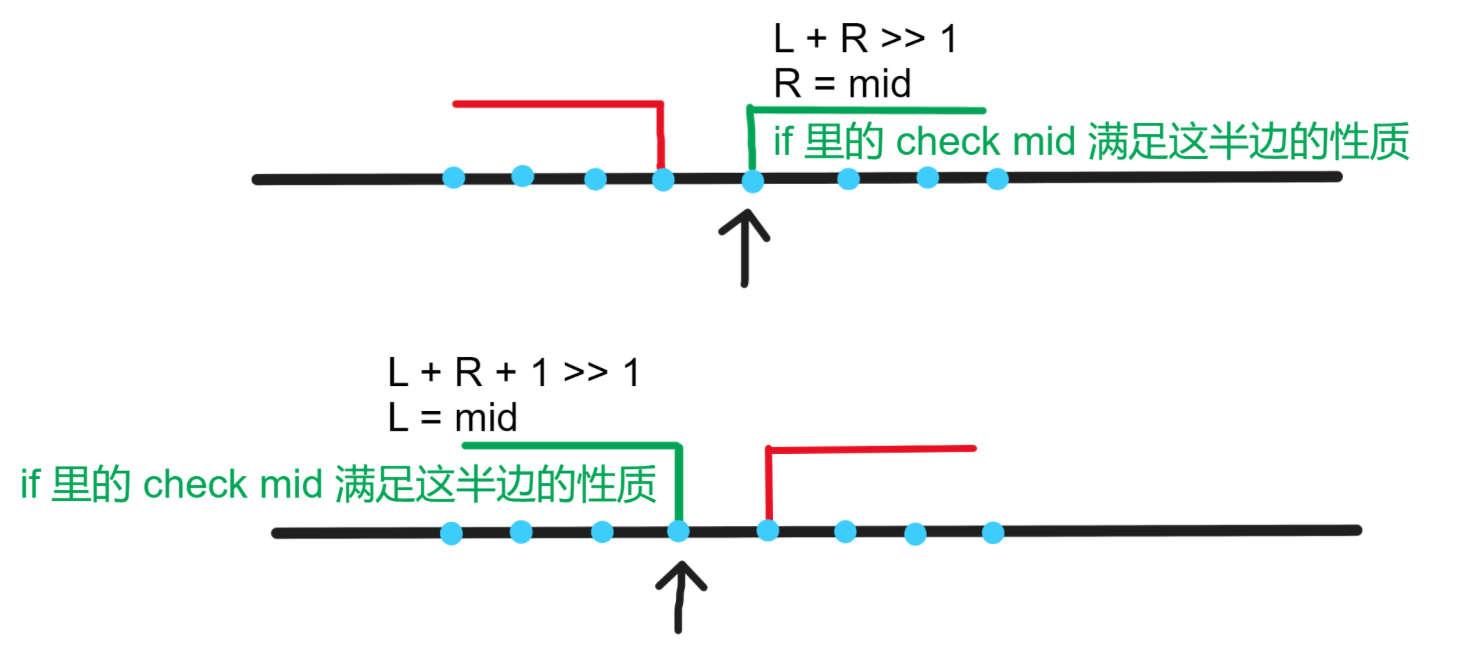 L + R >> 1
R = mid
if 里的 check mid 满足这半边的性质
L + R + 1 >> 1
L = mid
if 里的 check mid 满足这半边的性质